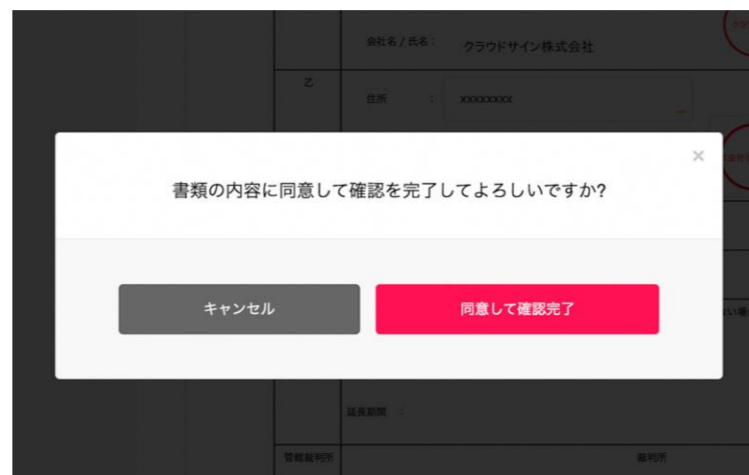 会社名 / 氏名 :
クラウドサイン株式会社
乙
住所 :
xxxxxxxx
×
書類の内容に同意して確認を完了してよろしいですか?
キャンセル
同意して確認完了
い場
延長期間 :
管轄裁判所
裁判所